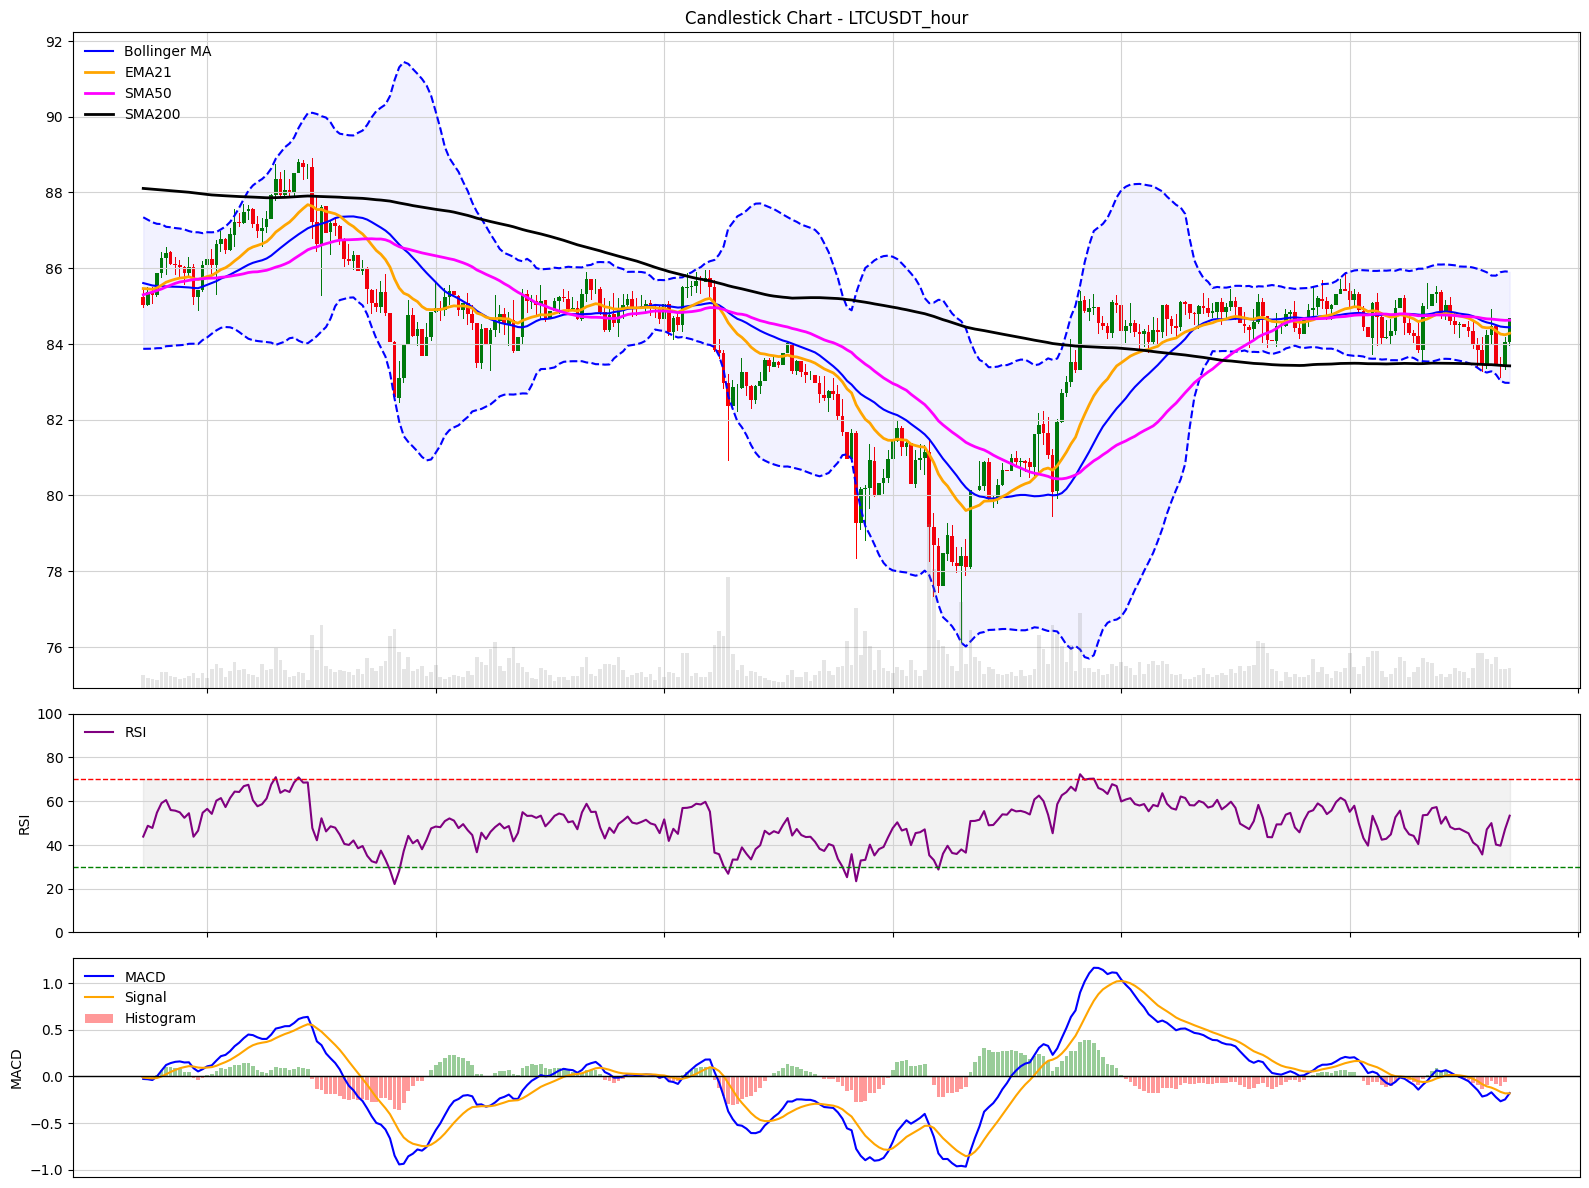 Candlestick Chart - LTCUSDT_hour
92
90
88
86
84
82
80
78
76
Bollinger MA
EMA21
SMA50
SMA200
100
80
60
40
20
0
RSI
RSI
1.0
0.5
0.0
−0.5
−1.0
MACD
MACD
Signal
Histogram